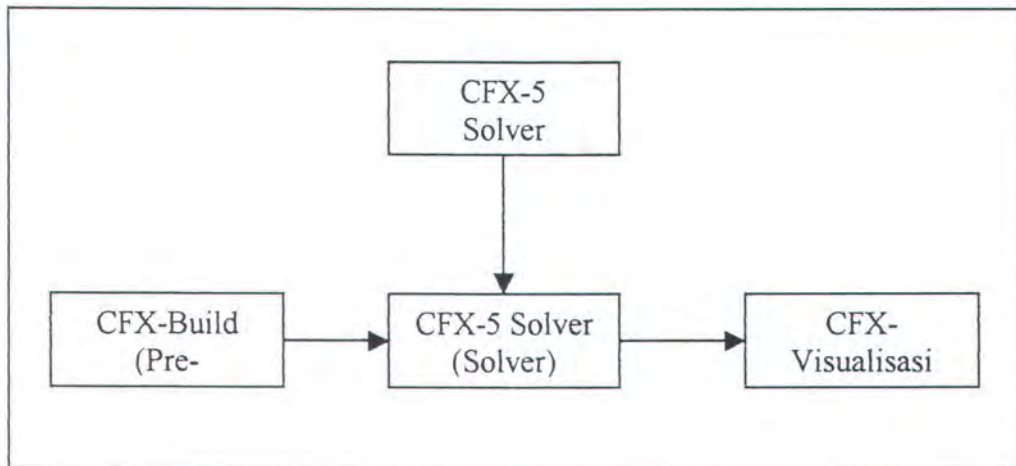 CFX-5
Solver
CFX-Build
(Pre-
CFX-5 Solver
(Solver)
CFX-
Visualisasi